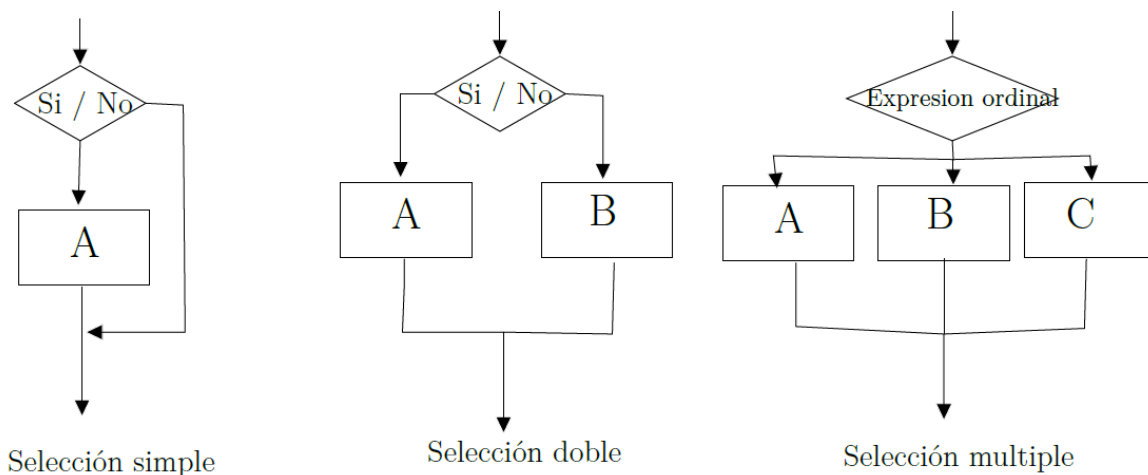 Si / No
A
Selección simple
Si / No
A
B
Selección doble
Expresion ordinal
A
B
C
Selección multiple